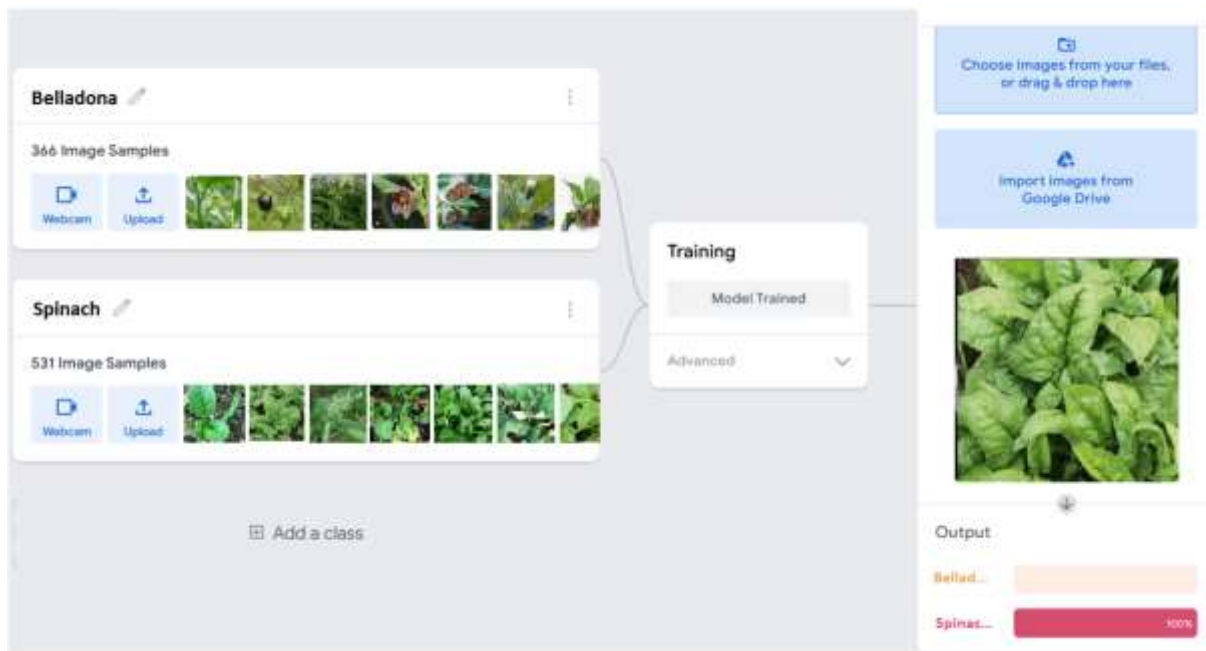 Belladona
366 Image Samples
Webcam
Upload
Spinach
531 Image Samples
Webcam
Upload
Add a class
Training
Model Trained
Advanced
Choose images from your files,
or drag & drop here
Import images from
Google Drive
Output
Bellad...
Spinac...
100%